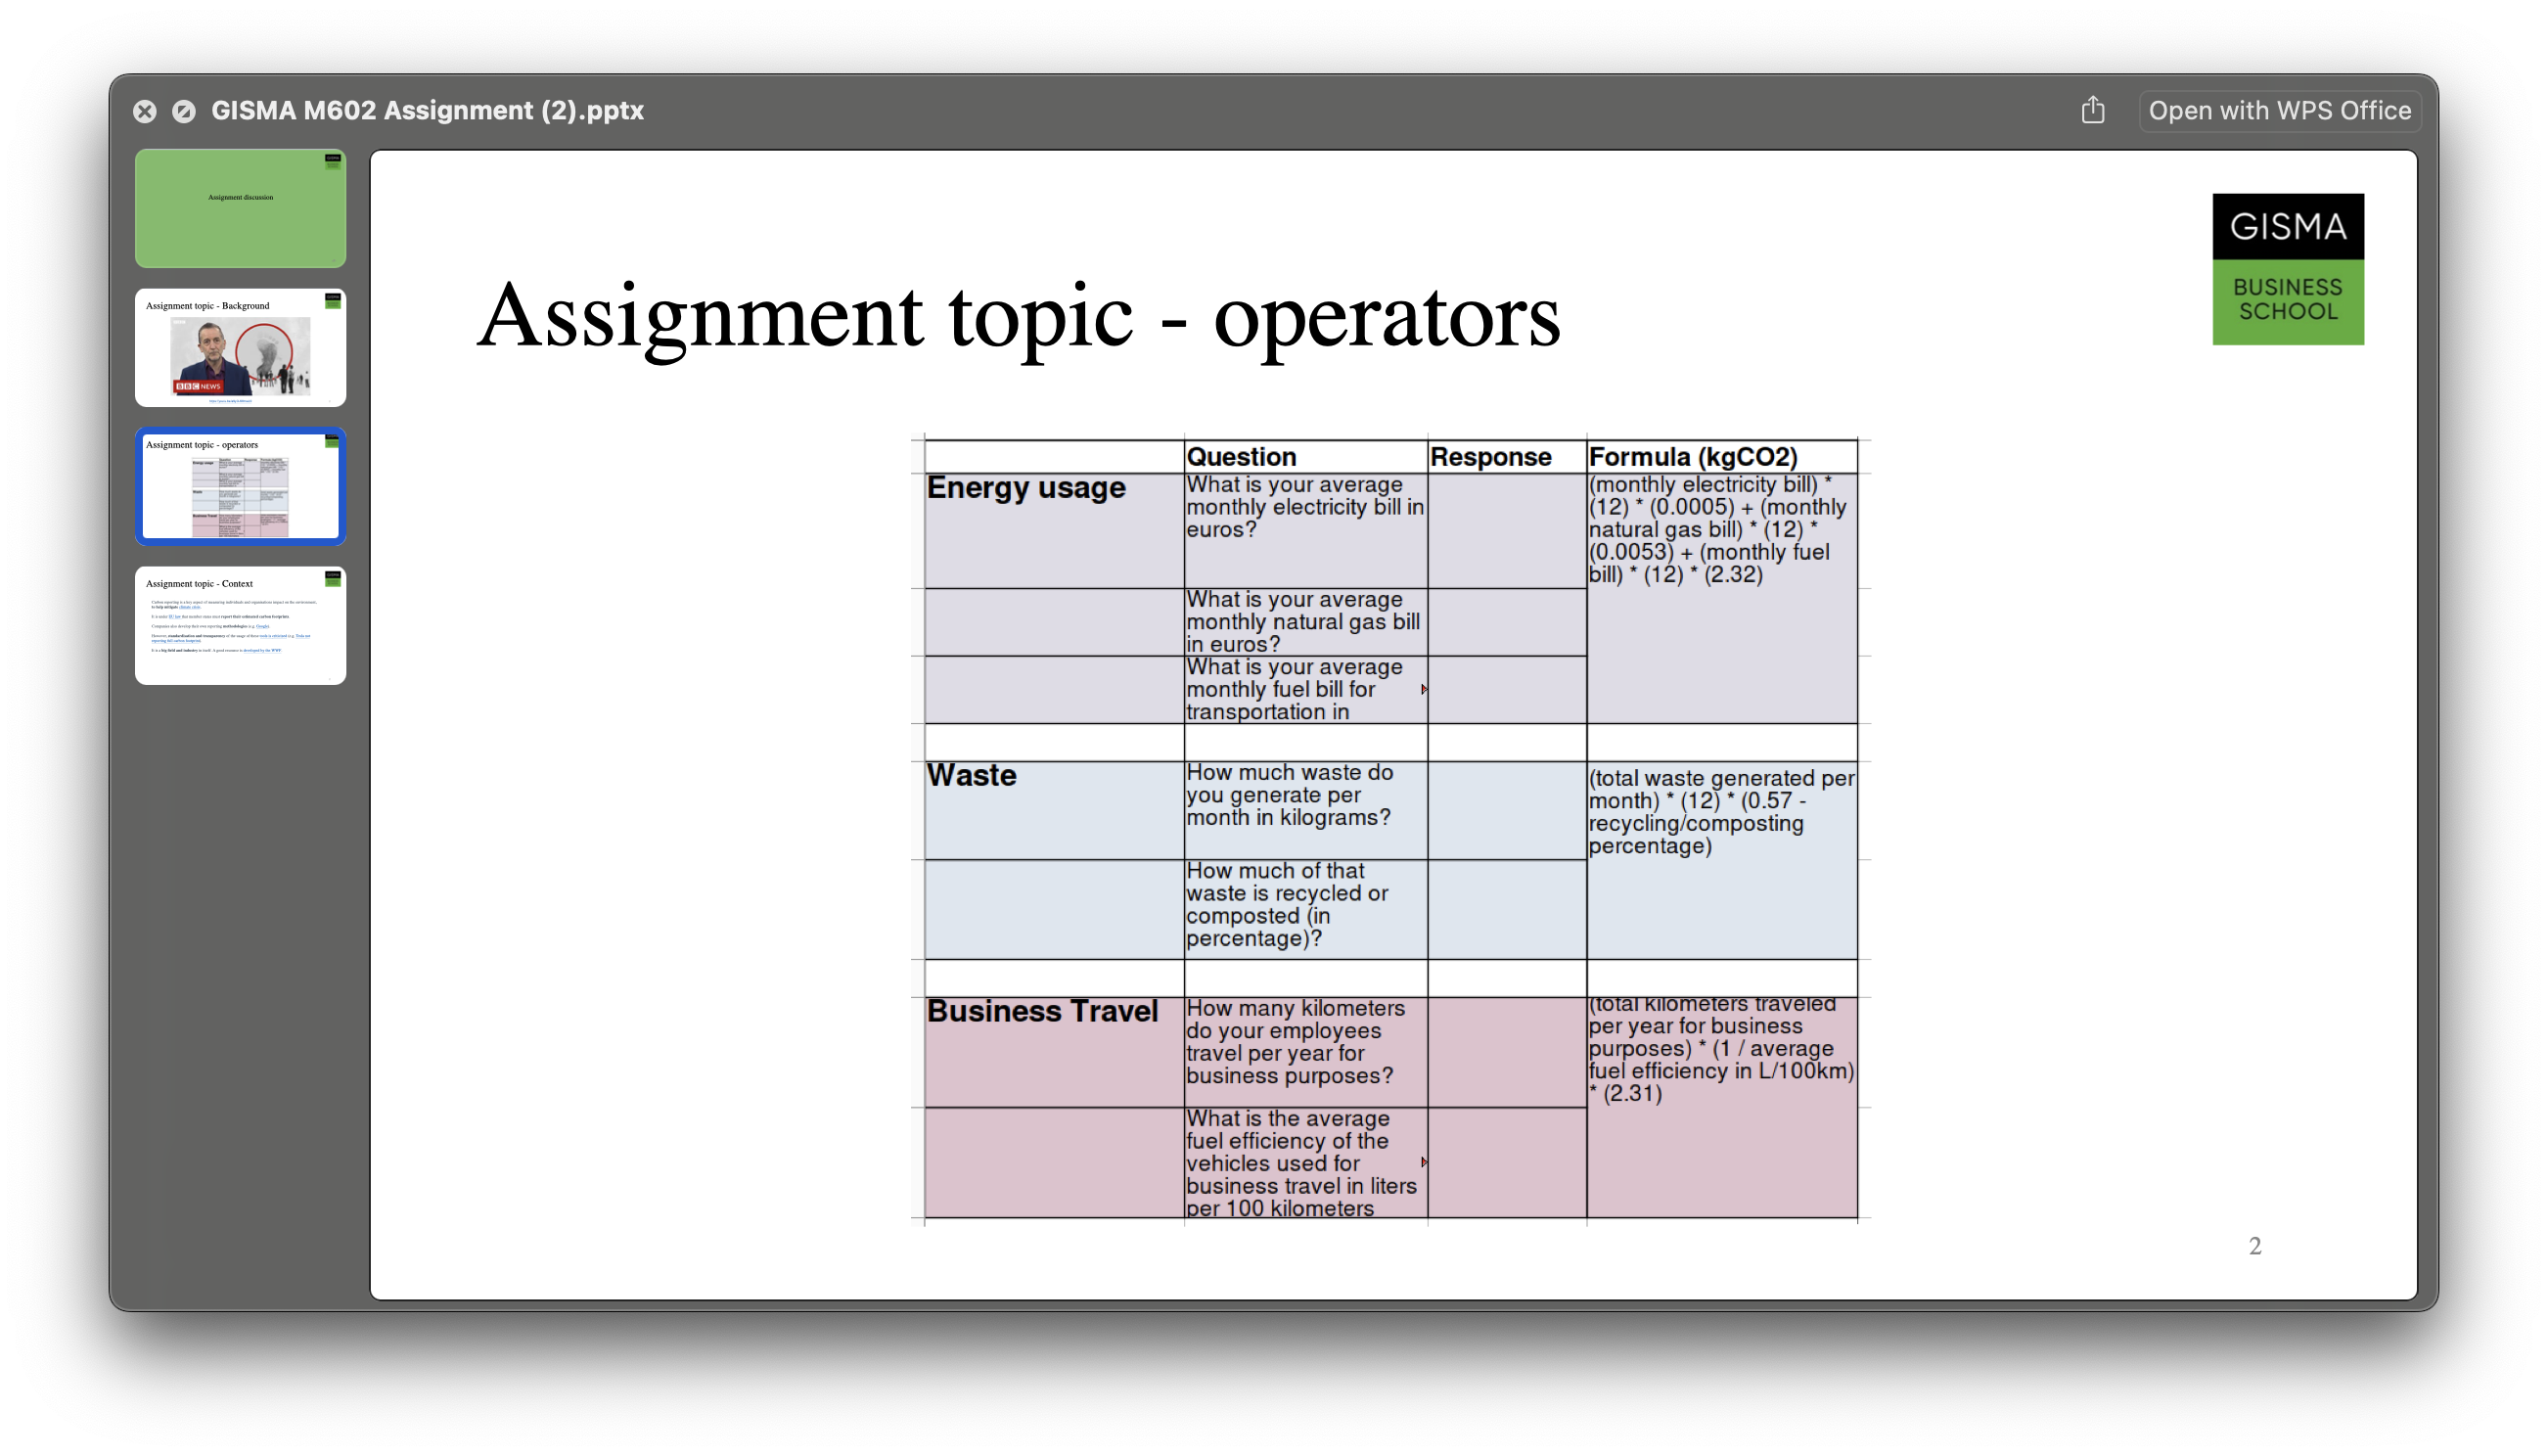 GISMA M602 Assignment (2).pptx
Open with WPS Office
Assignment discussion
Assignment topic - Background
BBC NEWS
Assignment topic - operators
Assignment topic - Context
GISMA
BUSINESS
SCHOOL
Assignment topic - operators
Question
Response
Formula (kgCO2)
Energy usage
What is your average
monthly electricity bill in
euros?
(monthly electricity bill) *
(12) * (0.0005) + (monthly
natural gas bill) * (12) *
(0.0053) + (monthly fuel
bill) * (12) * (2.32)
What is your average
monthly natural gas bill
in euros?
What is your average
monthly fuel bill for
transportation in
Waste
How much waste do
you generate per
month in kilograms?
(total waste generated per
month) * (12) * (0.57 -
recycling/composting
percentage)
How much of that
waste is recycled or
composted (in
percentage)?
Business Travel
How many kilometers
do your employees
travel per year for
business purposes?
(total kilometers traveled
per year for business
purposes) * (1 / average
fuel efficiency in L/100km)
* (2.31)
What is the average
fuel efficiency of the
vehicles used for
business travel in liters
per 100 kilometers
2